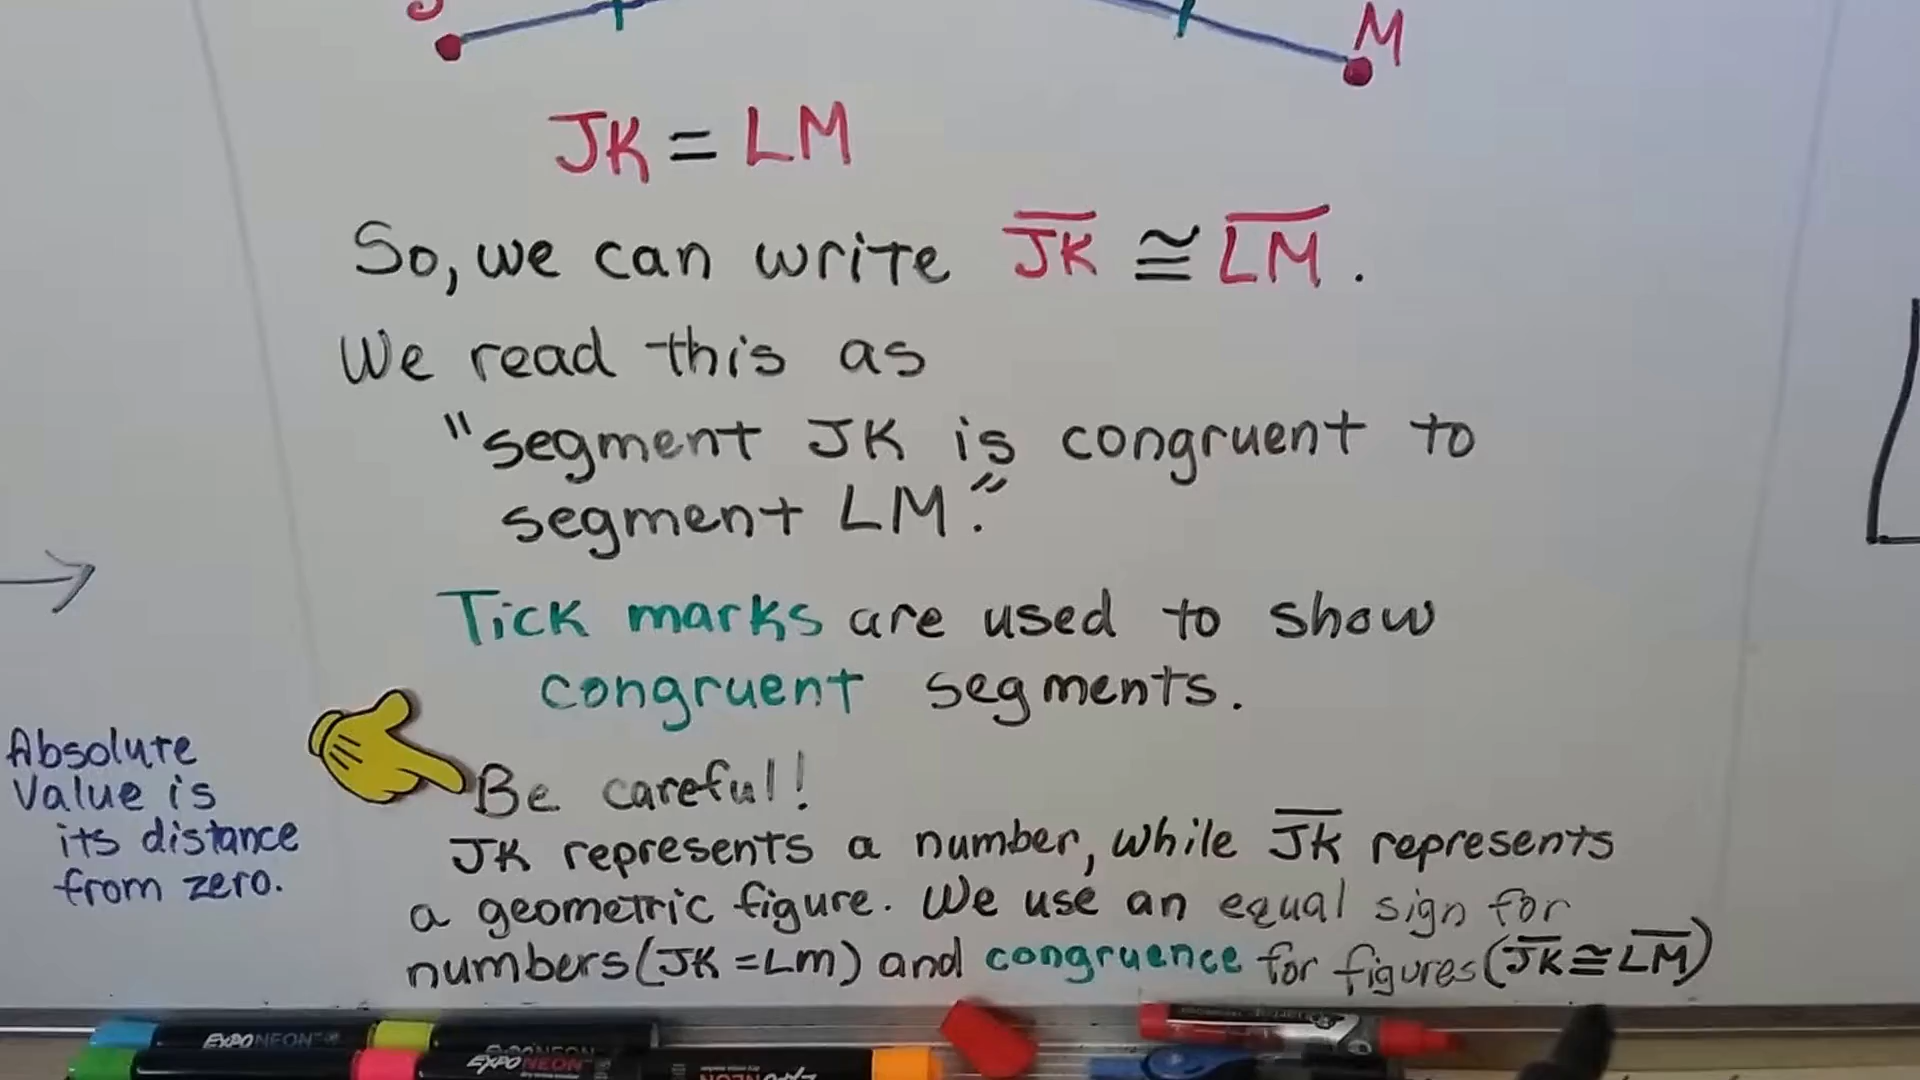 M
JK = LM
So, we can write J̅K̅ ≅ L̅M̅.
We read this as
"segment JK is congruent to
segment LM."
Tick marks are used to show
congruent segments.
Be careful!
JK represents a number, while J̅K̅ represents
a geometric figure. We use an equal sign for
numbers (JK = Lm) and congruence for figures (J̅K̅ ≅ L̅M̅)
Absolute
Value is
its distance
from zero.
EXPO NEON
EXPO NEON
EXPO NEON